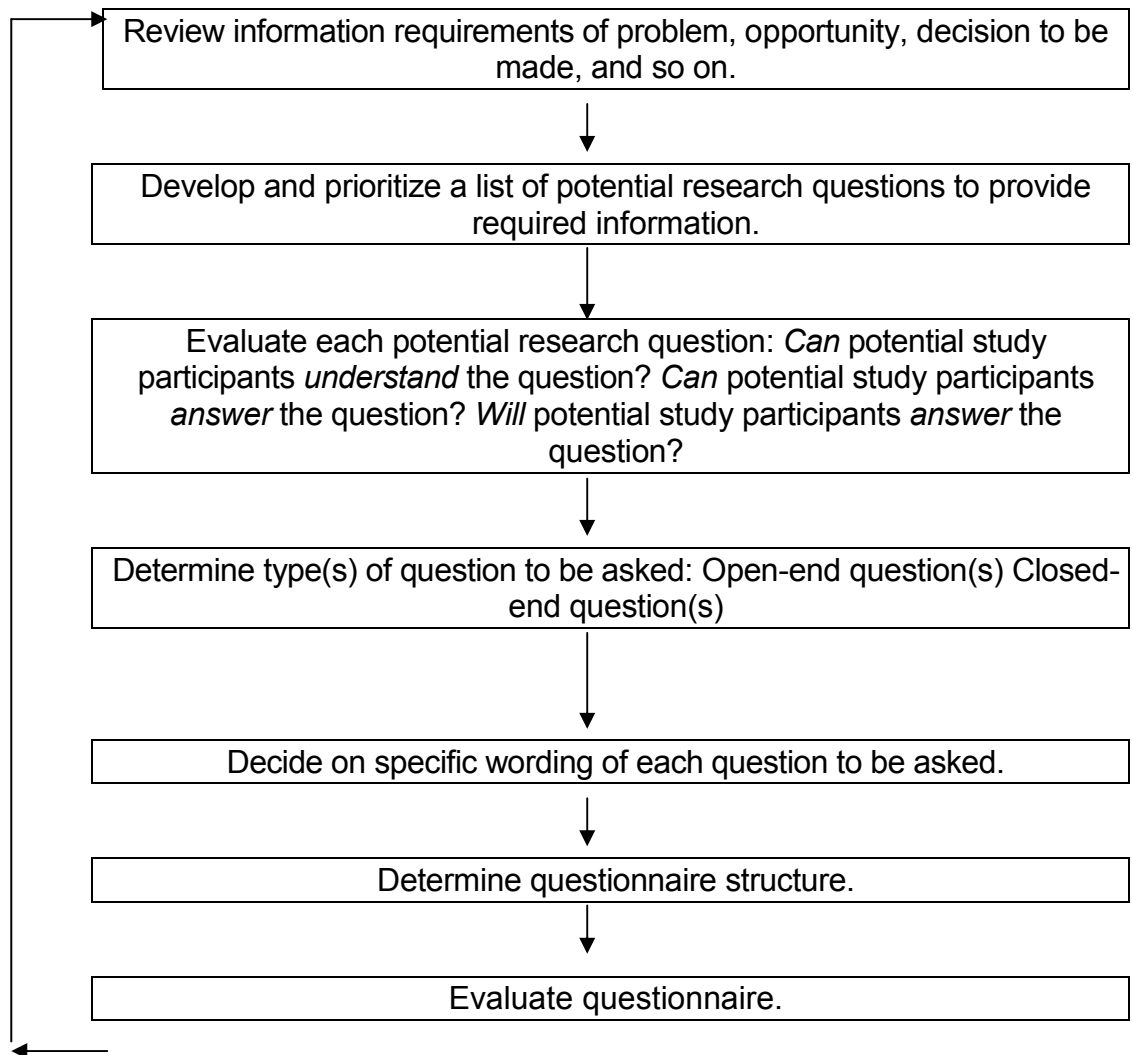 Review information requirements of problem, opportunity, decision to be
made, and so on.
Develop and prioritize a list of potential research questions to provide
required information.
Evaluate each potential research question: Can potential study
participants understand the question? Can potential study participants
answer the question? Will potential study participants answer the
question?
Determine type(s) of question to be asked: Open-end question(s) Closed-
end question(s)
Decide on specific wording of each question to be asked.
Determine questionnaire structure.
Evaluate questionnaire.